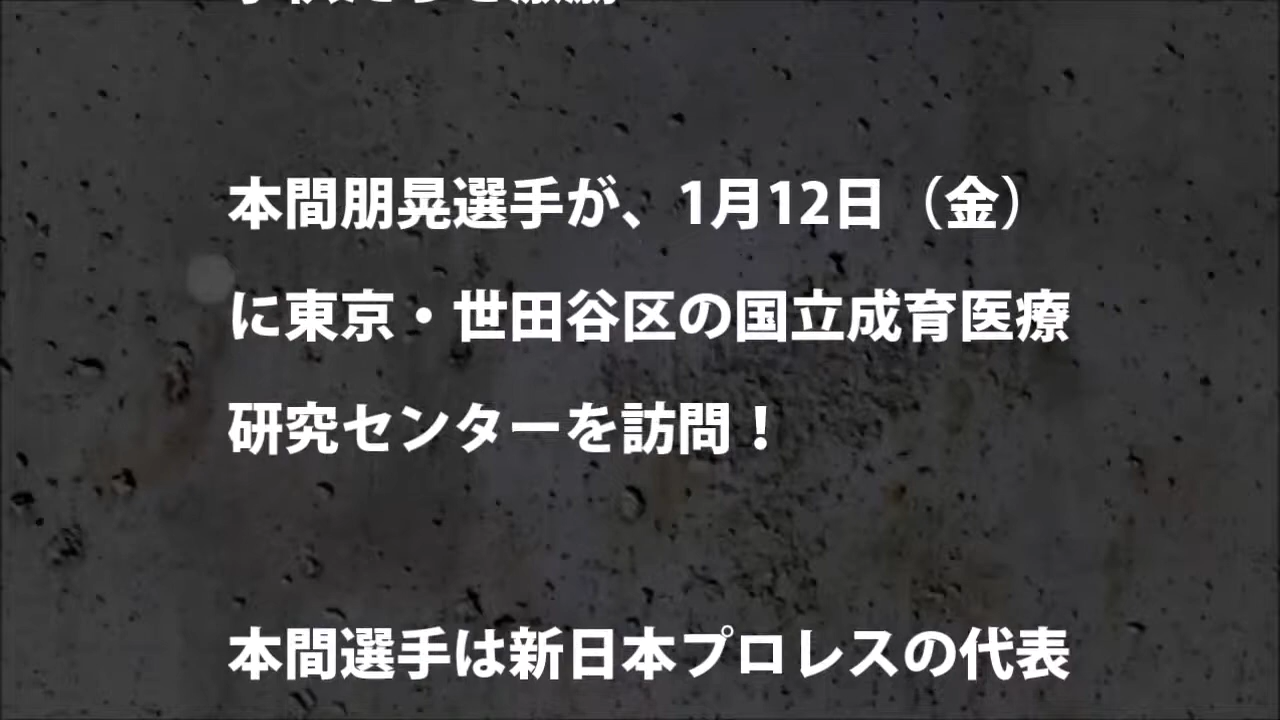 本間朋晃選手が、1月12日（金）
に東京・世田谷区の国立成育医療
研究センターを訪問！
本間選手は新日本プロレスの代表